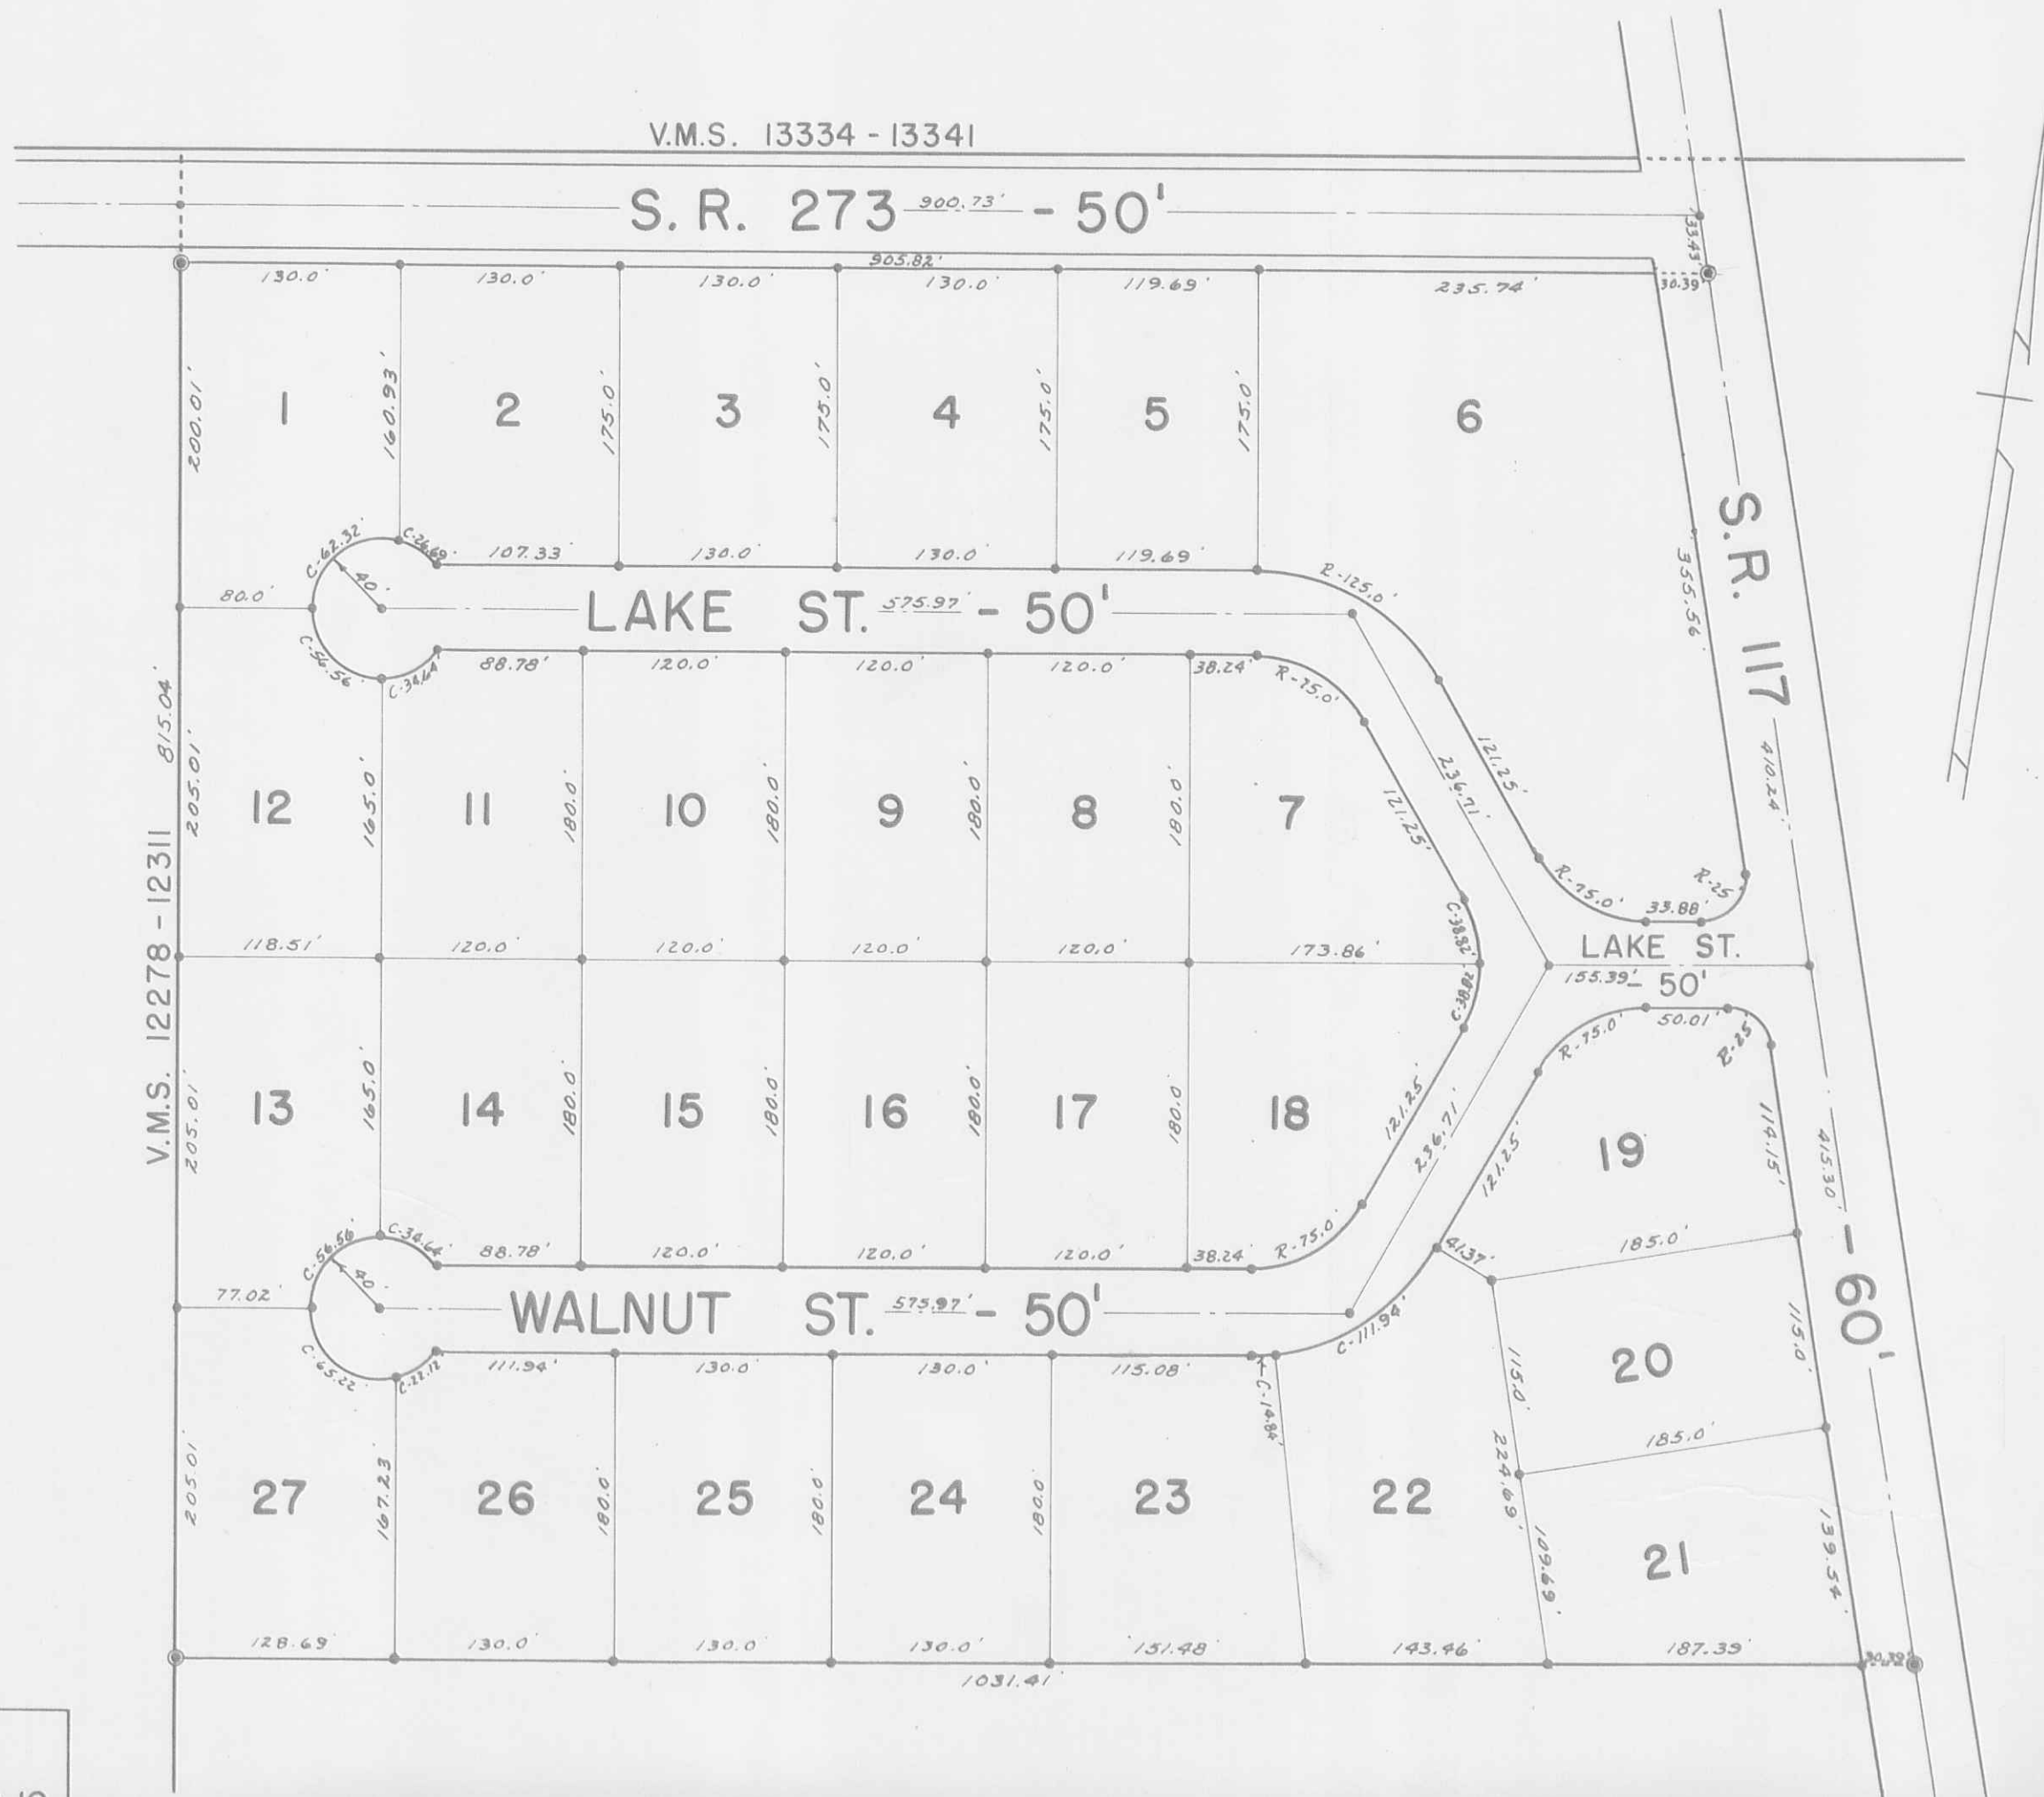 V.M.S. 13334 - 13341
S. R. 273 900.73' - 50'
33.43'
905.82'
130.0' 130.0' 130.0' 130.0' 119.69' 235.74' 30.39'
200.01' 160.93' 175.0' 175.0' 175.0' 175.0'
1 2 3 4 5 6
S.R. 117
355.56'
C-62.32' C-26.69' 107.33' 130.0' 130.0' 119.69' R-125.0'
40'
80.0' LAKE ST. 575.97' - 50'
C-56.56' C-34.64' 88.78' 120.0' 120.0' 120.0' 38.24' R-75.0'
V.M.S. 12278 - 12311 815.04'
121.25' 236.71' 121.25' 410.24'
205.01' 165.0' 180.0' 180.0' 180.0' 180.0'
12 11 10 9 8 7
R-75.0' 33.88' R-25'
C-38.82'
118.51' 120.0' 120.0' 120.0' 120.0' 173.86'
LAKE ST.
155.39' - 50'
C-38.82'
R-75.0' 50.01' R-25'
205.01' 165.0' 180.0' 180.0' 180.0' 180.0'
13 14 15 16 17 18 19
121.25' 236.71' 121.25' 114.15' 415.30'
C-56.56' C-34.64' 88.78' 120.0' 120.0' 120.0' 38.24' R-75.0'
41.37' 185.0'
40'
77.02' WALNUT ST. 575.97' - 50'
- 60'
C-65.22' C-22.12' 111.94' 130.0' 130.0' 115.08' C-14.84' C-111.94'
115.0' 20 115.0'
185.0'
205.01' 167.23' 180.0' 180.0' 180.0' 224.69'
27 26 25 24 23 22 21
109.69' 139.54'
128.69' 130.0' 130.0' 130.0' 151.48' 143.46' 187.39' 30.39'
1031.41'